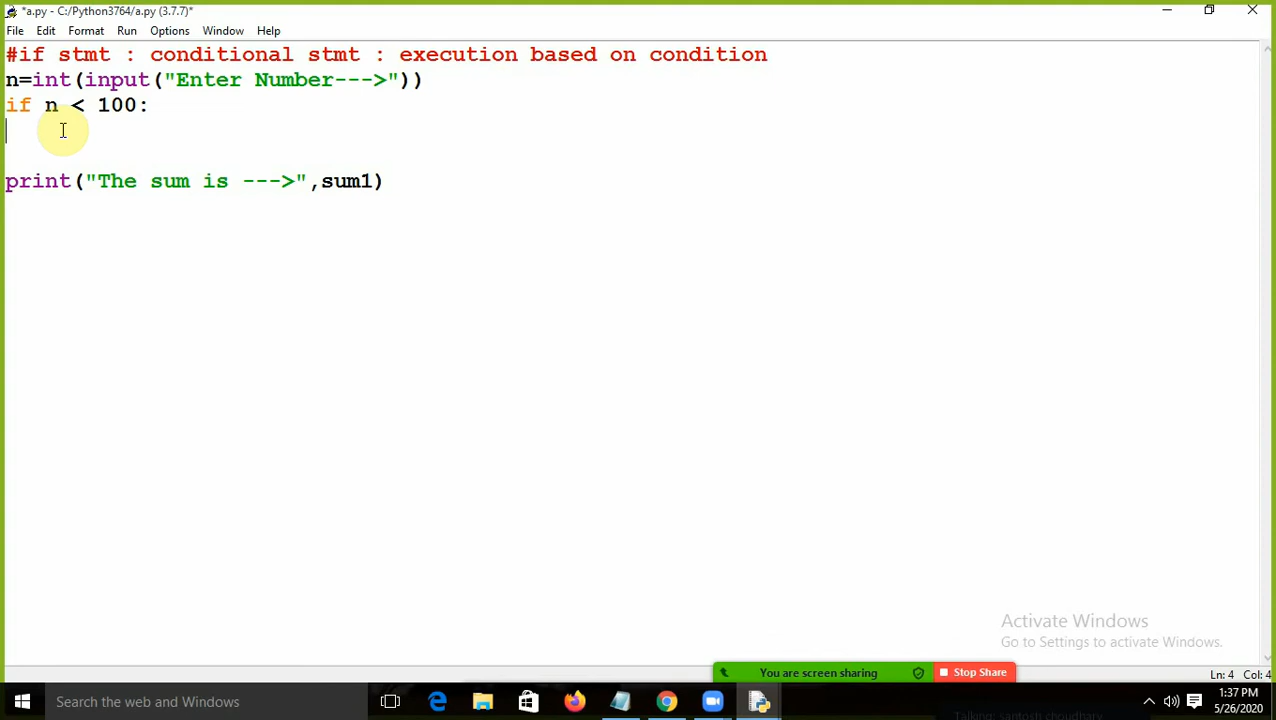 *a.py - C:/Python3764/a.py (3.7.7)*
File Edit Format Run Options Window Help
#if stmt : conditional stmt : execution based on condition
n=int(input("Enter Number--->"))
if n < 100:
print("The sum is --->",sum1)
Activate Windows
Go to Settings to activate Windows.
You are screen sharing Stop Share
Ln: 4 Col: 4
Search the web and Windows
1:37 PM
5/26/2020
Talking: santosh choudhary